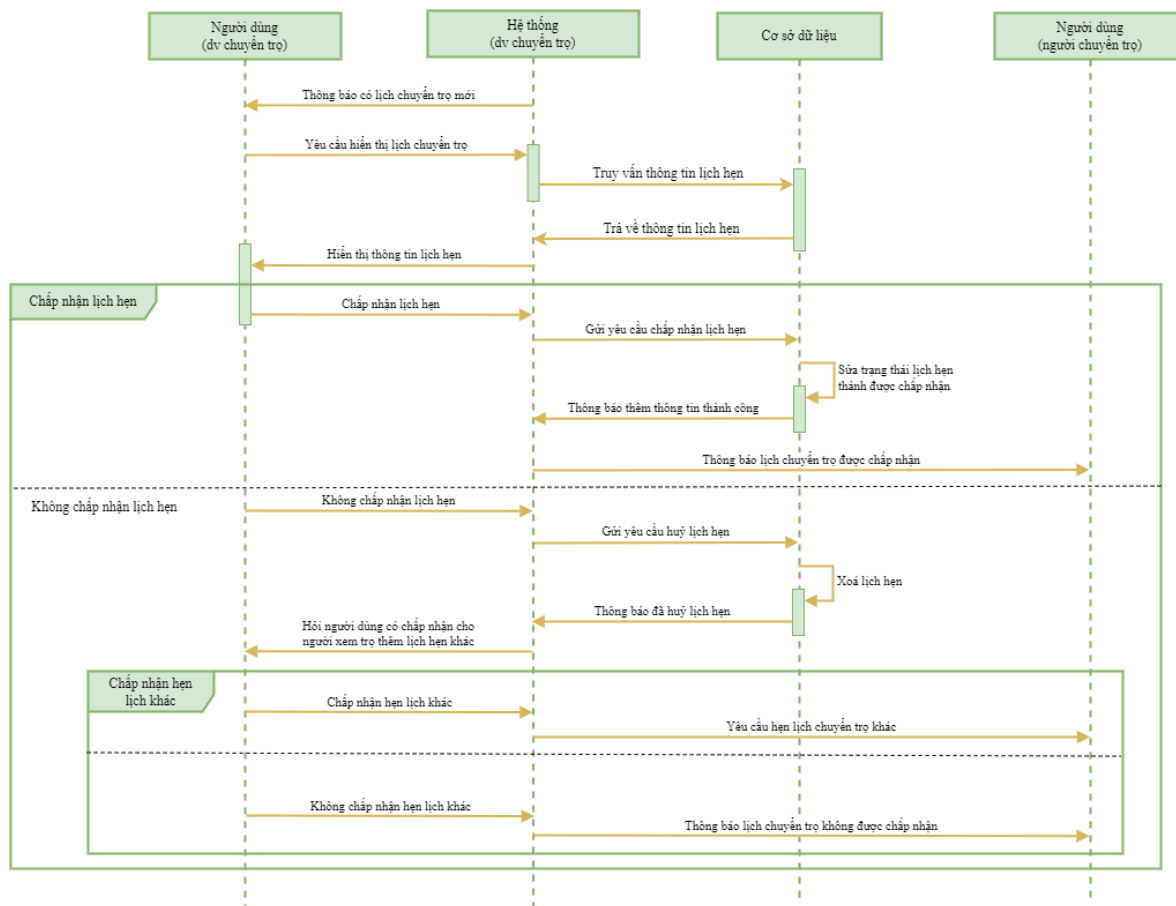 Người dùng
(dv chuyển trọ)
Hệ thống
(dv chuyển trọ)
Cơ sở dữ liệu
Người dùng
(người chuyển trọ)
Thông báo có lịch chuyển trọ mới
Yêu cầu hiển thị lịch chuyển trọ
Truy vấn thông tin lịch hẹn
Trả về thông tin lịch hẹn
Hiển thị thông tin lịch hẹn
Chấp nhận lịch hẹn
Chấp nhận lịch hẹn
Gửi yêu cầu chấp nhận lịch hẹn
Sửa trạng thái lịch hẹn
thành được chấp nhận
Thông báo thêm thông tin thành công
Thông báo lịch chuyển trọ được chấp nhận
Không chấp nhận lịch hẹn
Không chấp nhận lịch hẹn
Gửi yêu cầu huỷ lịch hẹn
Xoá lịch hẹn
Thông báo đã huỷ lịch hẹn
Hỏi người dùng có chấp nhận cho
người xem trọ thêm lịch hẹn khác
Chấp nhận hẹn
lịch khác
Chấp nhận hẹn lịch khác
Yêu cầu hẹn lịch chuyển trọ khác
Không chấp nhận hẹn lịch khác
Thông báo lịch chuyển trọ không được chấp nhận